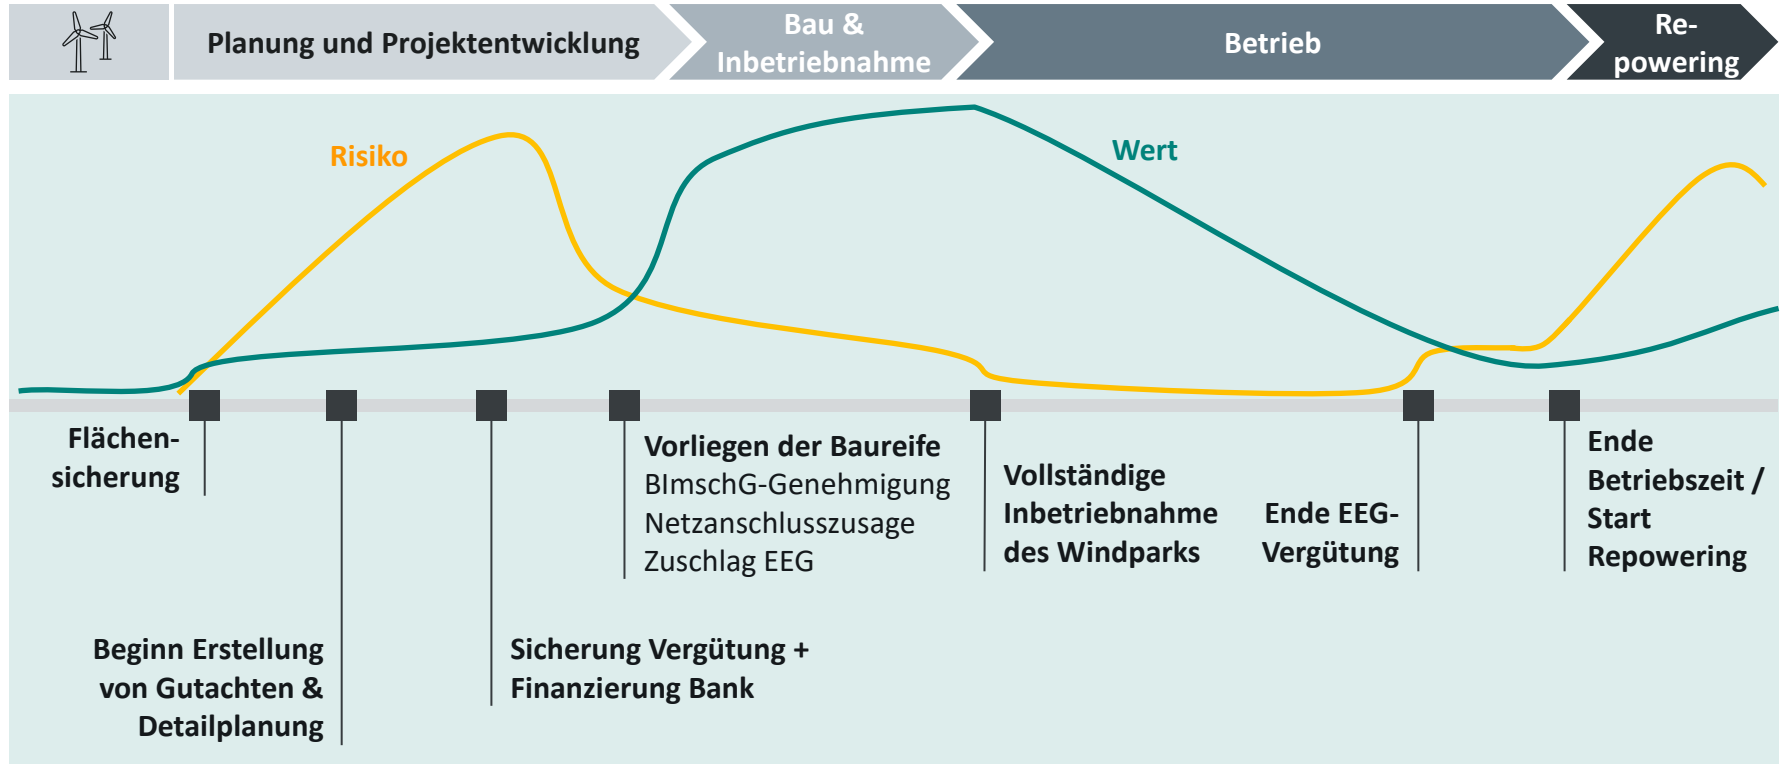 Planung und Projektentwicklung
Bau &
Inbetriebnahme
Betrieb
Re-
powering
Risiko
Wert
Flächen-
sicherung
Vorliegen der Baureife
BImschG-Genehmigung
Netzanschlusszusage
Zuschlag EEG
Vollständige
Inbetriebnahme
des Windparks
Ende EEG-
Vergütung
Ende
Betriebszeit /
Start
Repowering
Beginn Erstellung
von Gutachten &
Detailplanung
Sicherung Vergütung +
Finanzierung Bank